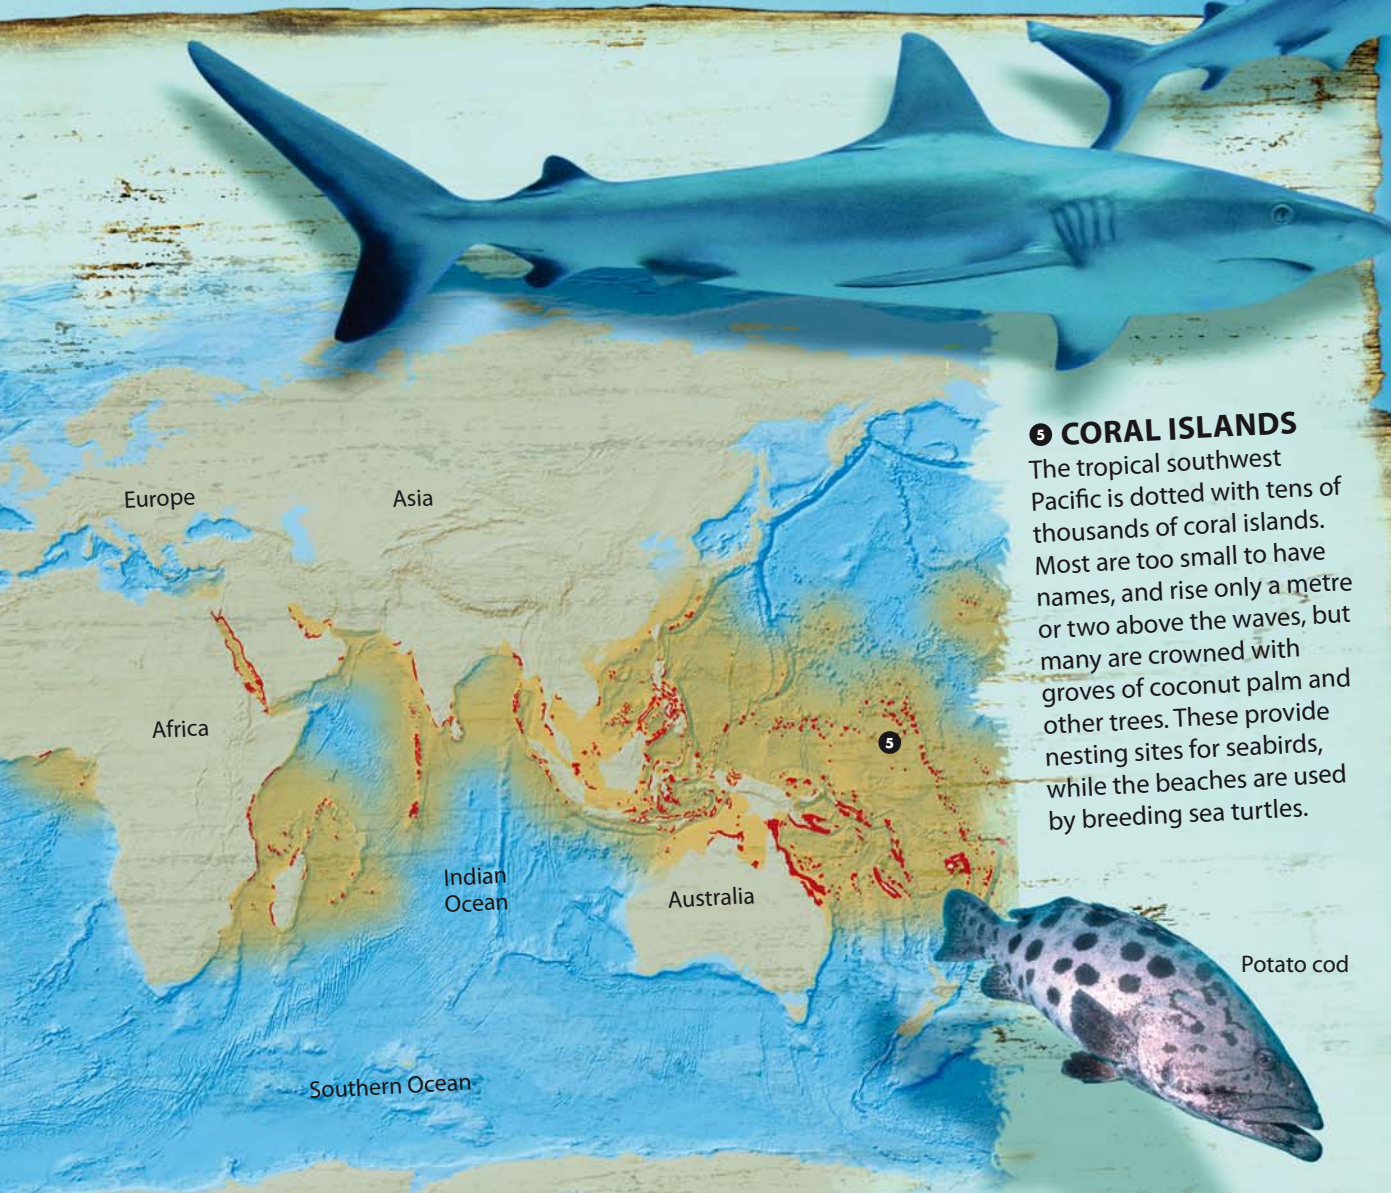 5 CORAL ISLANDS
The tropical southwest
Pacific is dotted with tens of
thousands of coral islands.
Most are too small to have
names, and rise only a metre
or two above the waves, but
many are crowned with
groves of coconut palm and
other trees. These provide
nesting sites for seabirds,
while the beaches are used
by breeding sea turtles.
Europe
Asia
Africa
5
Indian
Ocean
Australia
Southern Ocean
Potato cod